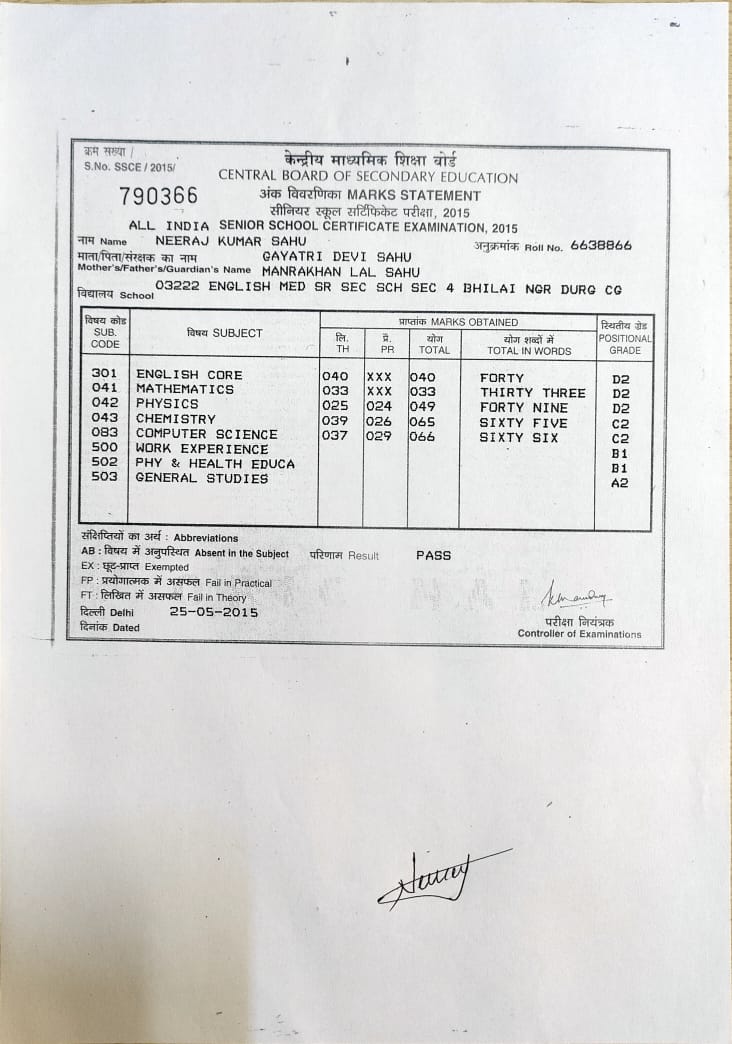 क्रम संख्या /
S.No. SSCE / 2015/
790366
केन्द्रीय माध्यमिक शिक्षा बोर्ड
CENTRAL BOARD OF SECONDARY EDUCATION
अंक विवरणिका MARKS STATEMENT
सीनियर स्कूल सर्टिफिकेट परीक्षा, 2015
ALL INDIA SENIOR SCHOOL CERTIFICATE EXAMINATION, 2015
नाम Name NEERAJ KUMAR SAHU अनुक्रमांक Roll No. 6638866
माता/पिता/संरक्षक का नाम GAYATRI DEVI SAHU
Mother's/Father's/Guardian's Name MANRAKHAN LAL SAHU
विद्यालय School 03222 ENGLISH MED SR SEC SCH SEC 4 BHILAI NGR DURG CG
विषय कोड SUB. CODE विषय SUBJECT प्राप्तांक MARKS OBTAINED स्थितीय ग्रेड POSITIONAL GRADE
लि. TH प्रै. PR योग TOTAL योग शब्दों में TOTAL IN WORDS
301 ENGLISH CORE 040 XXX 040 FORTY D2
041 MATHEMATICS 033 XXX 033 THIRTY THREE D2
042 PHYSICS 025 024 049 FORTY NINE D2
043 CHEMISTRY 039 026 065 SIXTY FIVE C2
083 COMPUTER SCIENCE 037 029 066 SIXTY SIX C2
500 WORK EXPERIENCE B1
502 PHY & HEALTH EDUCA B1
503 GENERAL STUDIES A2
संक्षिप्तियों का अर्थ : Abbreviations
AB : विषय में अनुपस्थित Absent in the Subject परिणाम Result PASS
EX : छूट-प्राप्त Exempted
FP : प्रयोगात्मक में असफल Fail in Practical
FT : लिखित में असफल Fail in Theory
दिल्ली Delhi 25-05-2015
दिनांक Dated
परीक्षा नियंत्रक
Controller of Examinations